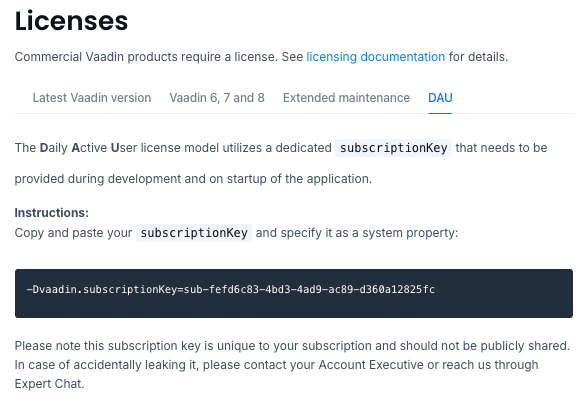 Licenses
Commercial Vaadin products require a license. See licensing documentation for details.
Latest Vaadin version Vaadin 6, 7 and 8 Extended maintenance DAU
The Daily Active User license model utilizes a dedicated subscriptionKey that needs to be
provided during development and on startup of the application.
Instructions:
Copy and paste your subscriptionKey and specify it as a system property:
-Dvaadin.subscriptionKey=sub-fefd6c83-4bd3-4ad9-ac89-d360a12825fc
Please note this subscription key is unique to your subscription and should not be publicly shared.
In case of accidentally leaking it, please contact your Account Executive or reach us through
Expert Chat.